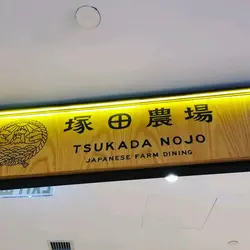 塚田農場
TSUKADA NOJO
JAPANESE FARM DINING